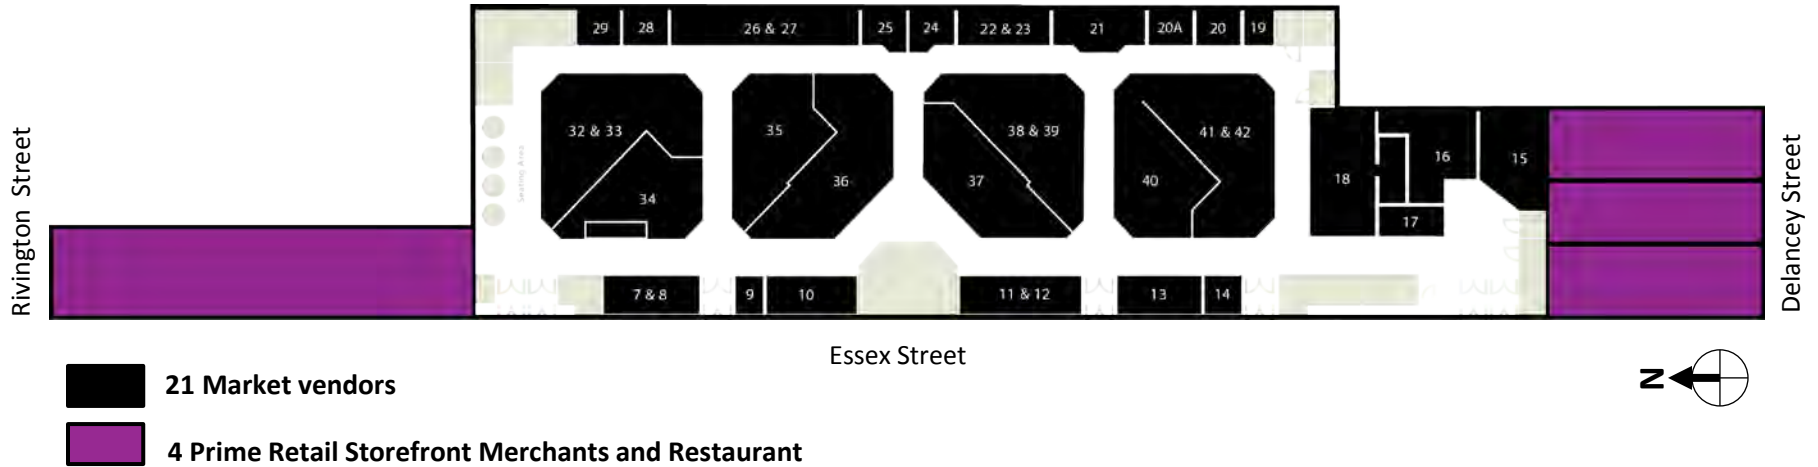 29 28 26 & 27 25 24 22 & 23 21 20A 20 19
32 & 33 35 38 & 39 41 & 42
Seating Area
34 36 37 40 18 16 15
17
7 & 8 9 10 11 & 12 13 14
Rivington Street
Delancey Street
Essex Street
N
21 Market vendors
4 Prime Retail Storefront Merchants and Restaurant